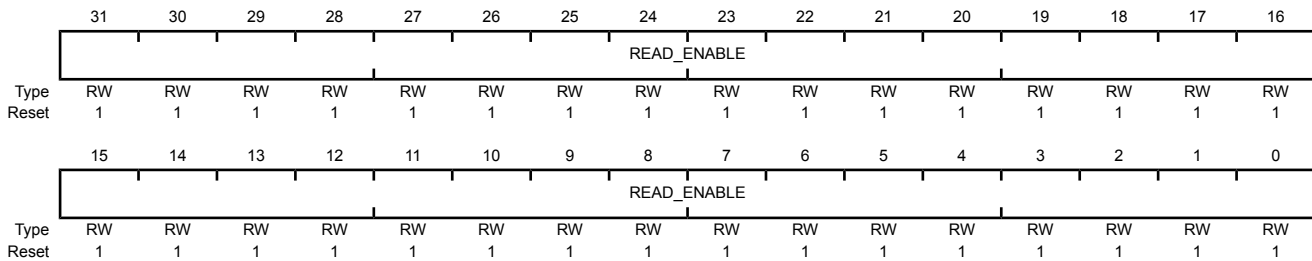 31 30 29 28 27 26 25 24 23 22 21 20 19 18 17 16
READ_ENABLE
Type RW RW RW RW RW RW RW RW RW RW RW RW RW RW RW RW
Reset 1 1 1 1 1 1 1 1 1 1 1 1 1 1 1 1
15 14 13 12 11 10 9 8 7 6 5 4 3 2 1 0
READ_ENABLE
Type RW RW RW RW RW RW RW RW RW RW RW RW RW RW RW RW
Reset 1 1 1 1 1 1 1 1 1 1 1 1 1 1 1 1